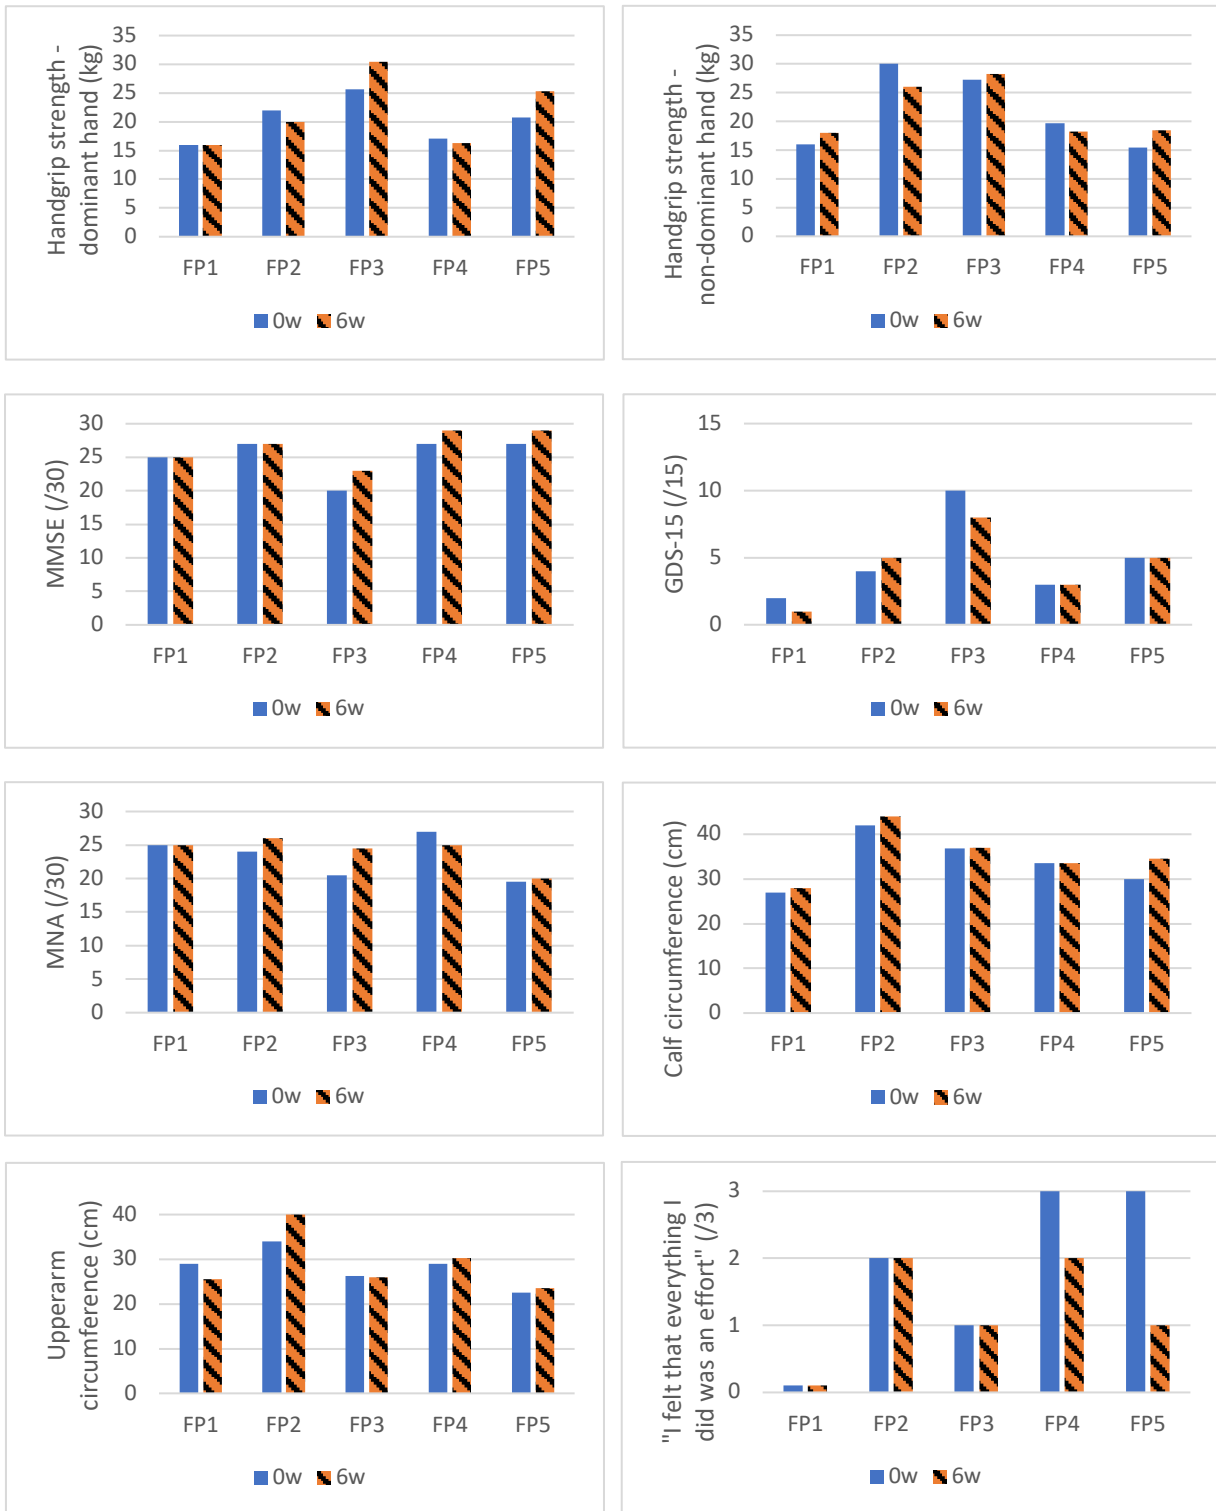 Handgrip strength -
dominant hand (kg)
35
30
25
20
15
10
5
0
FP1 FP2 FP3 FP4 FP5
0w 6w
Handgrip strength -
non-dominant hand (kg)
35
30
25
20
15
10
5
0
FP1 FP2 FP3 FP4 FP5
0w 6w
MMSE (/30)
30
25
20
15
10
5
0
FP1 FP2 FP3 FP4 FP5
0w 6w
GDS-15 (/15)
15
10
5
0
FP1 FP2 FP3 FP4 FP5
0w 6w
MNA (/30)
30
25
20
15
10
5
0
FP1 FP2 FP3 FP4 FP5
0w 6w
Calf circumference (cm)
40
30
20
10
0
FP1 FP2 FP3 FP4 FP5
0w 6w
Upperarm
circumference (cm)
40
30
20
10
0
FP1 FP2 FP3 FP4 FP5
0w 6w
"I felt that everything I
did was an effort" (/3)
3
2
1
0
FP1 FP2 FP3 FP4 FP5
0w 6w